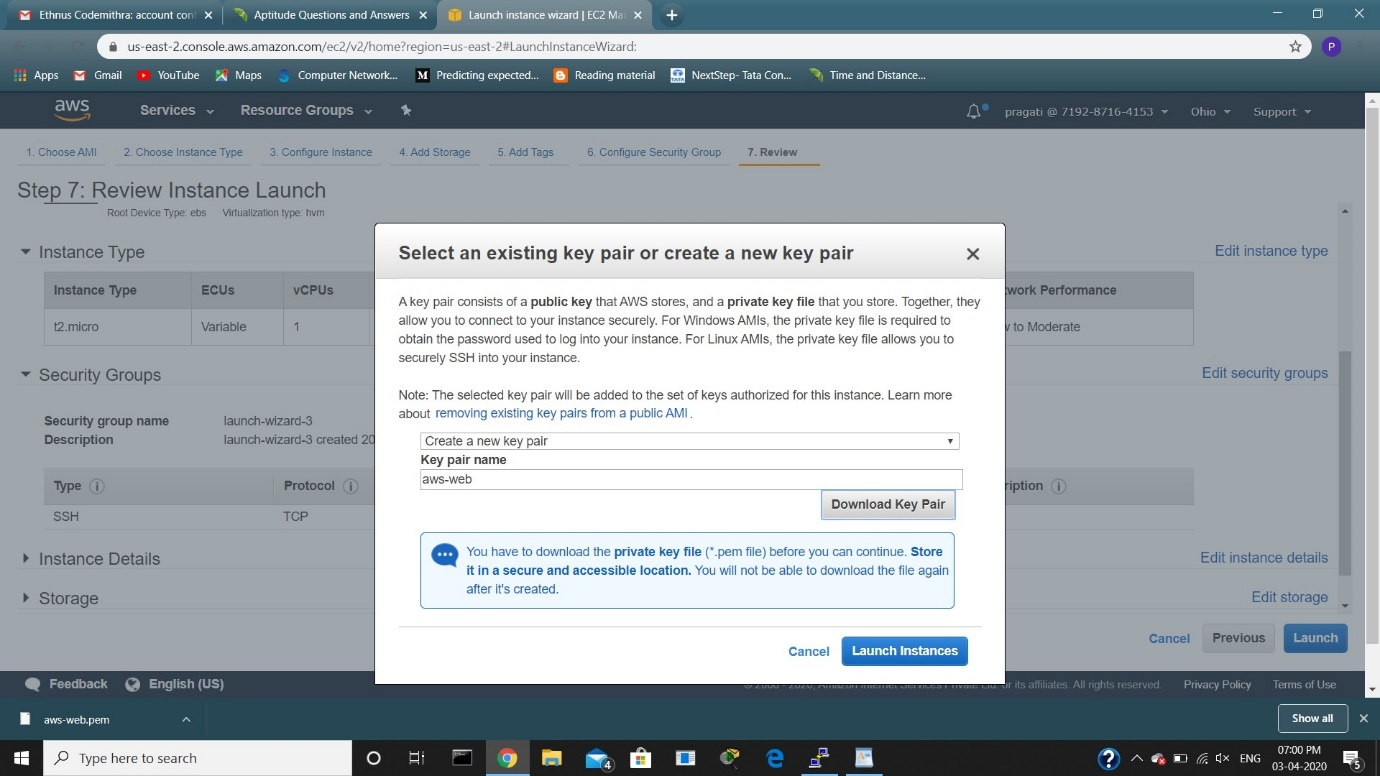 Ethnus Codemithra: account con
Aptitude Questions and Answers
Launch instance wizard | EC2 Ma
us-east-2.console.aws.amazon.com/ec2/v2/home?region=us-east-2#LaunchInstanceWizard:
P
Apps Gmail YouTube Maps Computer Network... Predicting expected... Reading material NextStep- Tata Con... Time and Distance...
aws Services Resource Groups pragati @ 7192-8716-4153 Ohio Support
1. Choose AMI 2. Choose Instance Type 3. Configure Instance 4. Add Storage 5. Add Tags 6. Configure Security Group 7. Review
Step 7: Review Instance Launch
Root Device Type: ebs Virtualization type: hvm
Instance Type Edit instance type
Instance Type ECUs vCPUs work Performance
t2.micro Variable 1 to Moderate
Security Groups Edit security groups
Security group name launch-wizard-3
Description launch-wizard-3 created 20
Type Protocol ription
SSH TCP
Instance Details Edit instance details
Storage Edit storage
Cancel Previous Launch
Select an existing key pair or create a new key pair
A key pair consists of a public key that AWS stores, and a private key file that you store. Together, they
allow you to connect to your instance securely. For Windows AMIs, the private key file is required to
obtain the password used to log into your instance. For Linux AMIs, the private key file allows you to
securely SSH into your instance.
Note: The selected key pair will be added to the set of keys authorized for this instance. Learn more
about removing existing key pairs from a public AMI .
Create a new key pair
Key pair name
aws-web
Download Key Pair
You have to download the private key file (*.pem file) before you can continue. Store
it in a secure and accessible location. You will not be able to download the file again
after it's created.
Cancel Launch Instances
Feedback English (US) © 2008 - 2020, Amazon Internet Services Private Ltd. or its affiliates. All rights reserved. Privacy Policy Terms of Use
aws-web.pem Show all
Type here to search 4 ENG 07:00 PM
03-04-2020 5